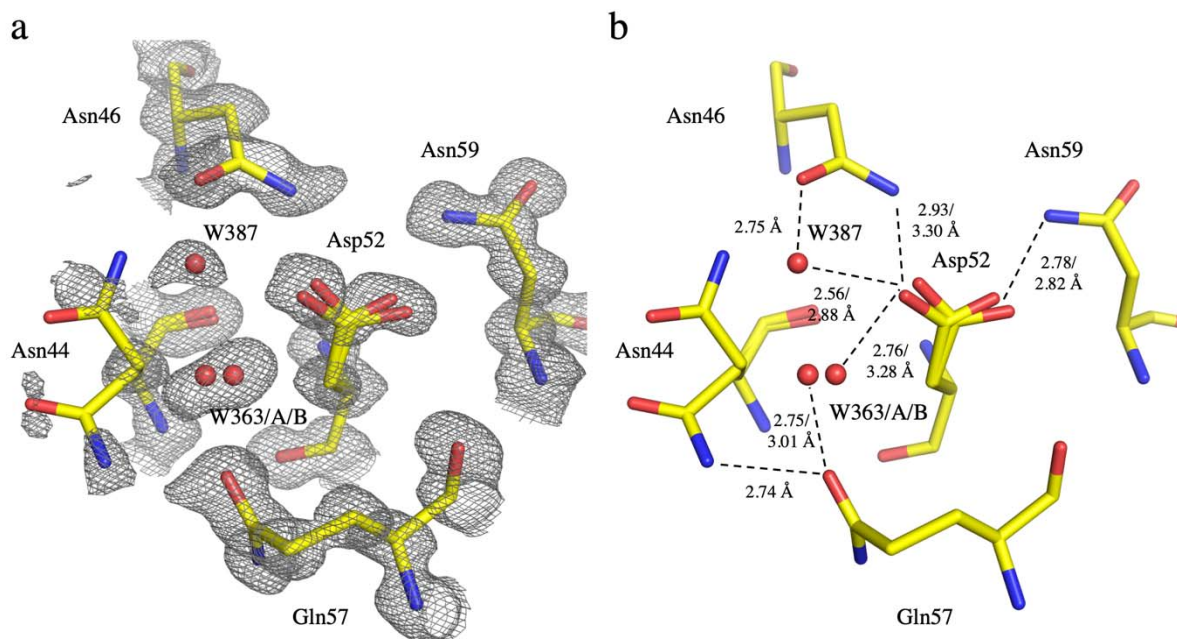 a
Asn46
Asn59
W387
Asp52
Asn44
W363/A/B
Gln57
b
Asn46
Asn59
2.75 Å
W387
2.93/
3.30 Å
Asp52
2.78/
2.82 Å
2.56/
2.88 Å
Asn44
2.76/
3.28 Å
W363/A/B
2.75/
3.01 Å
2.74 Å
Gln57